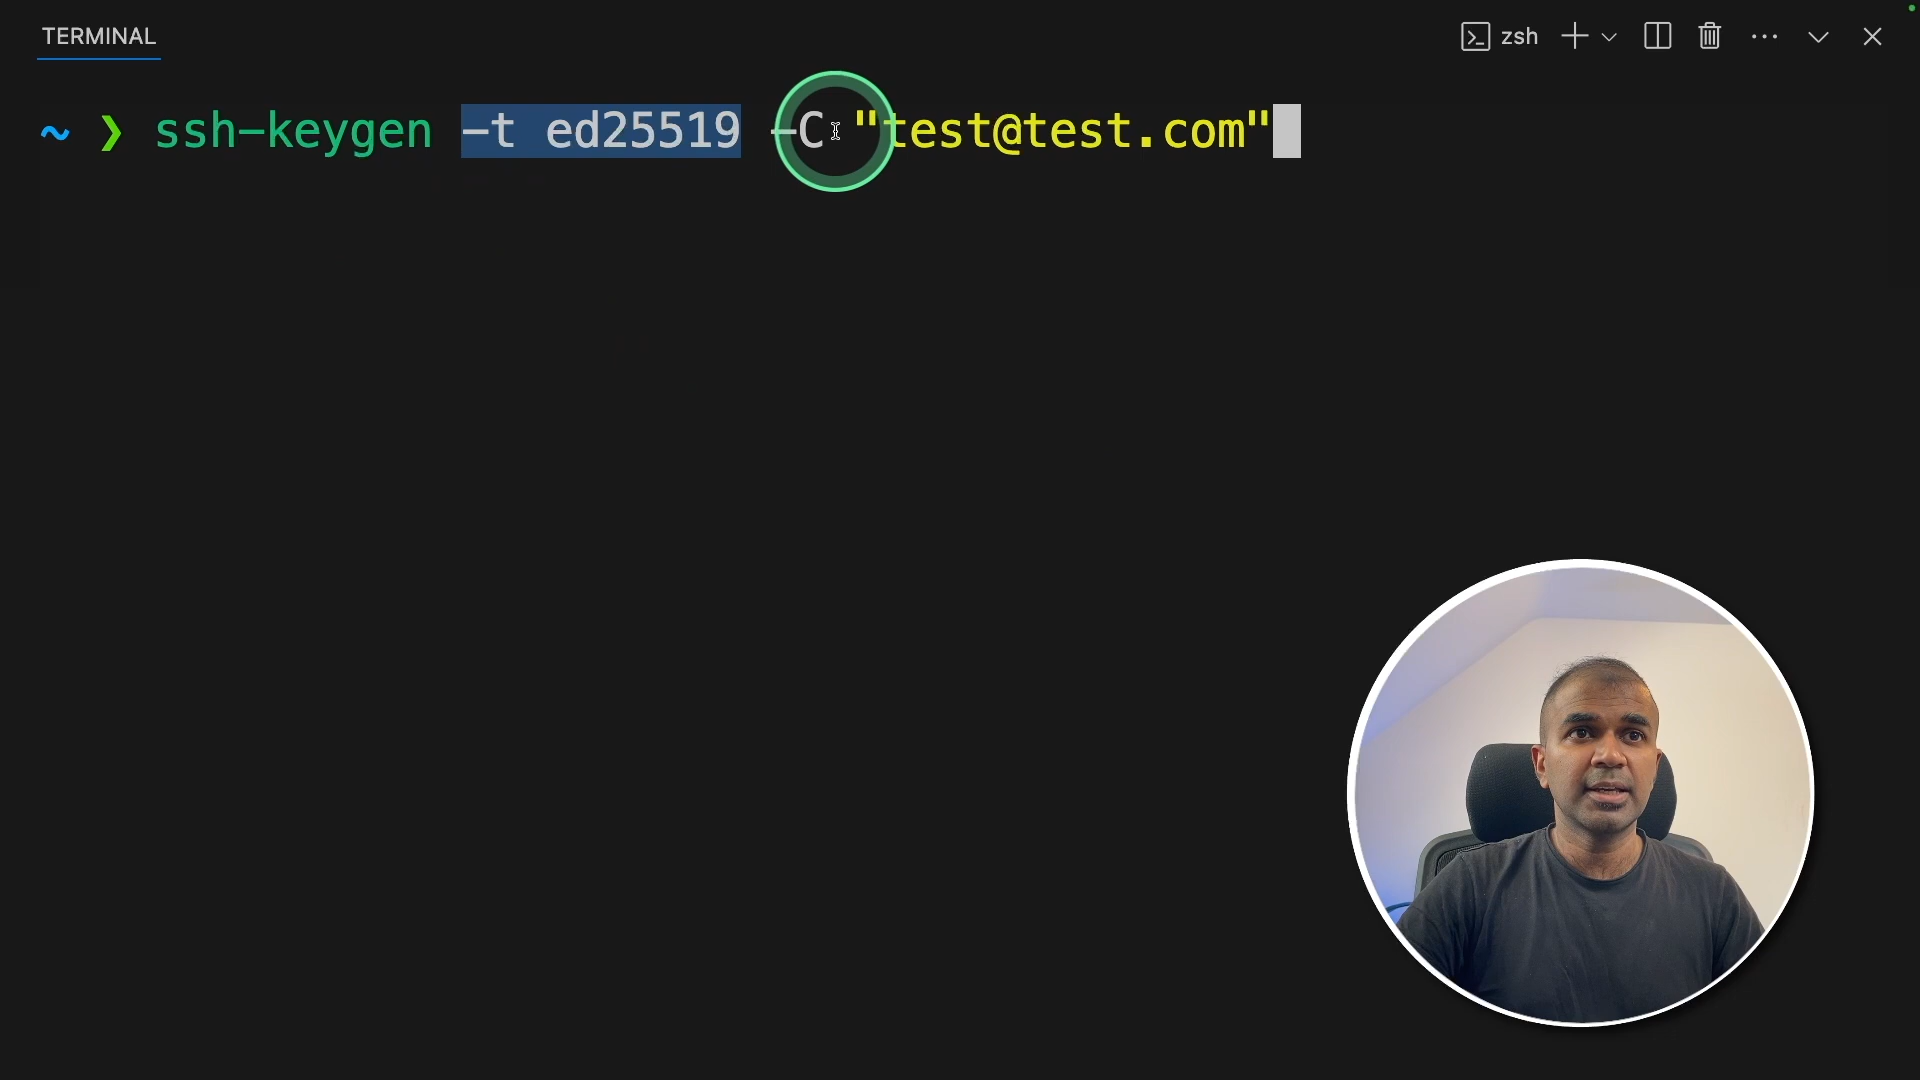 TERMINAL
zsh
~ ❯ ssh-keygen -t ed25519 -C "test@test.com"